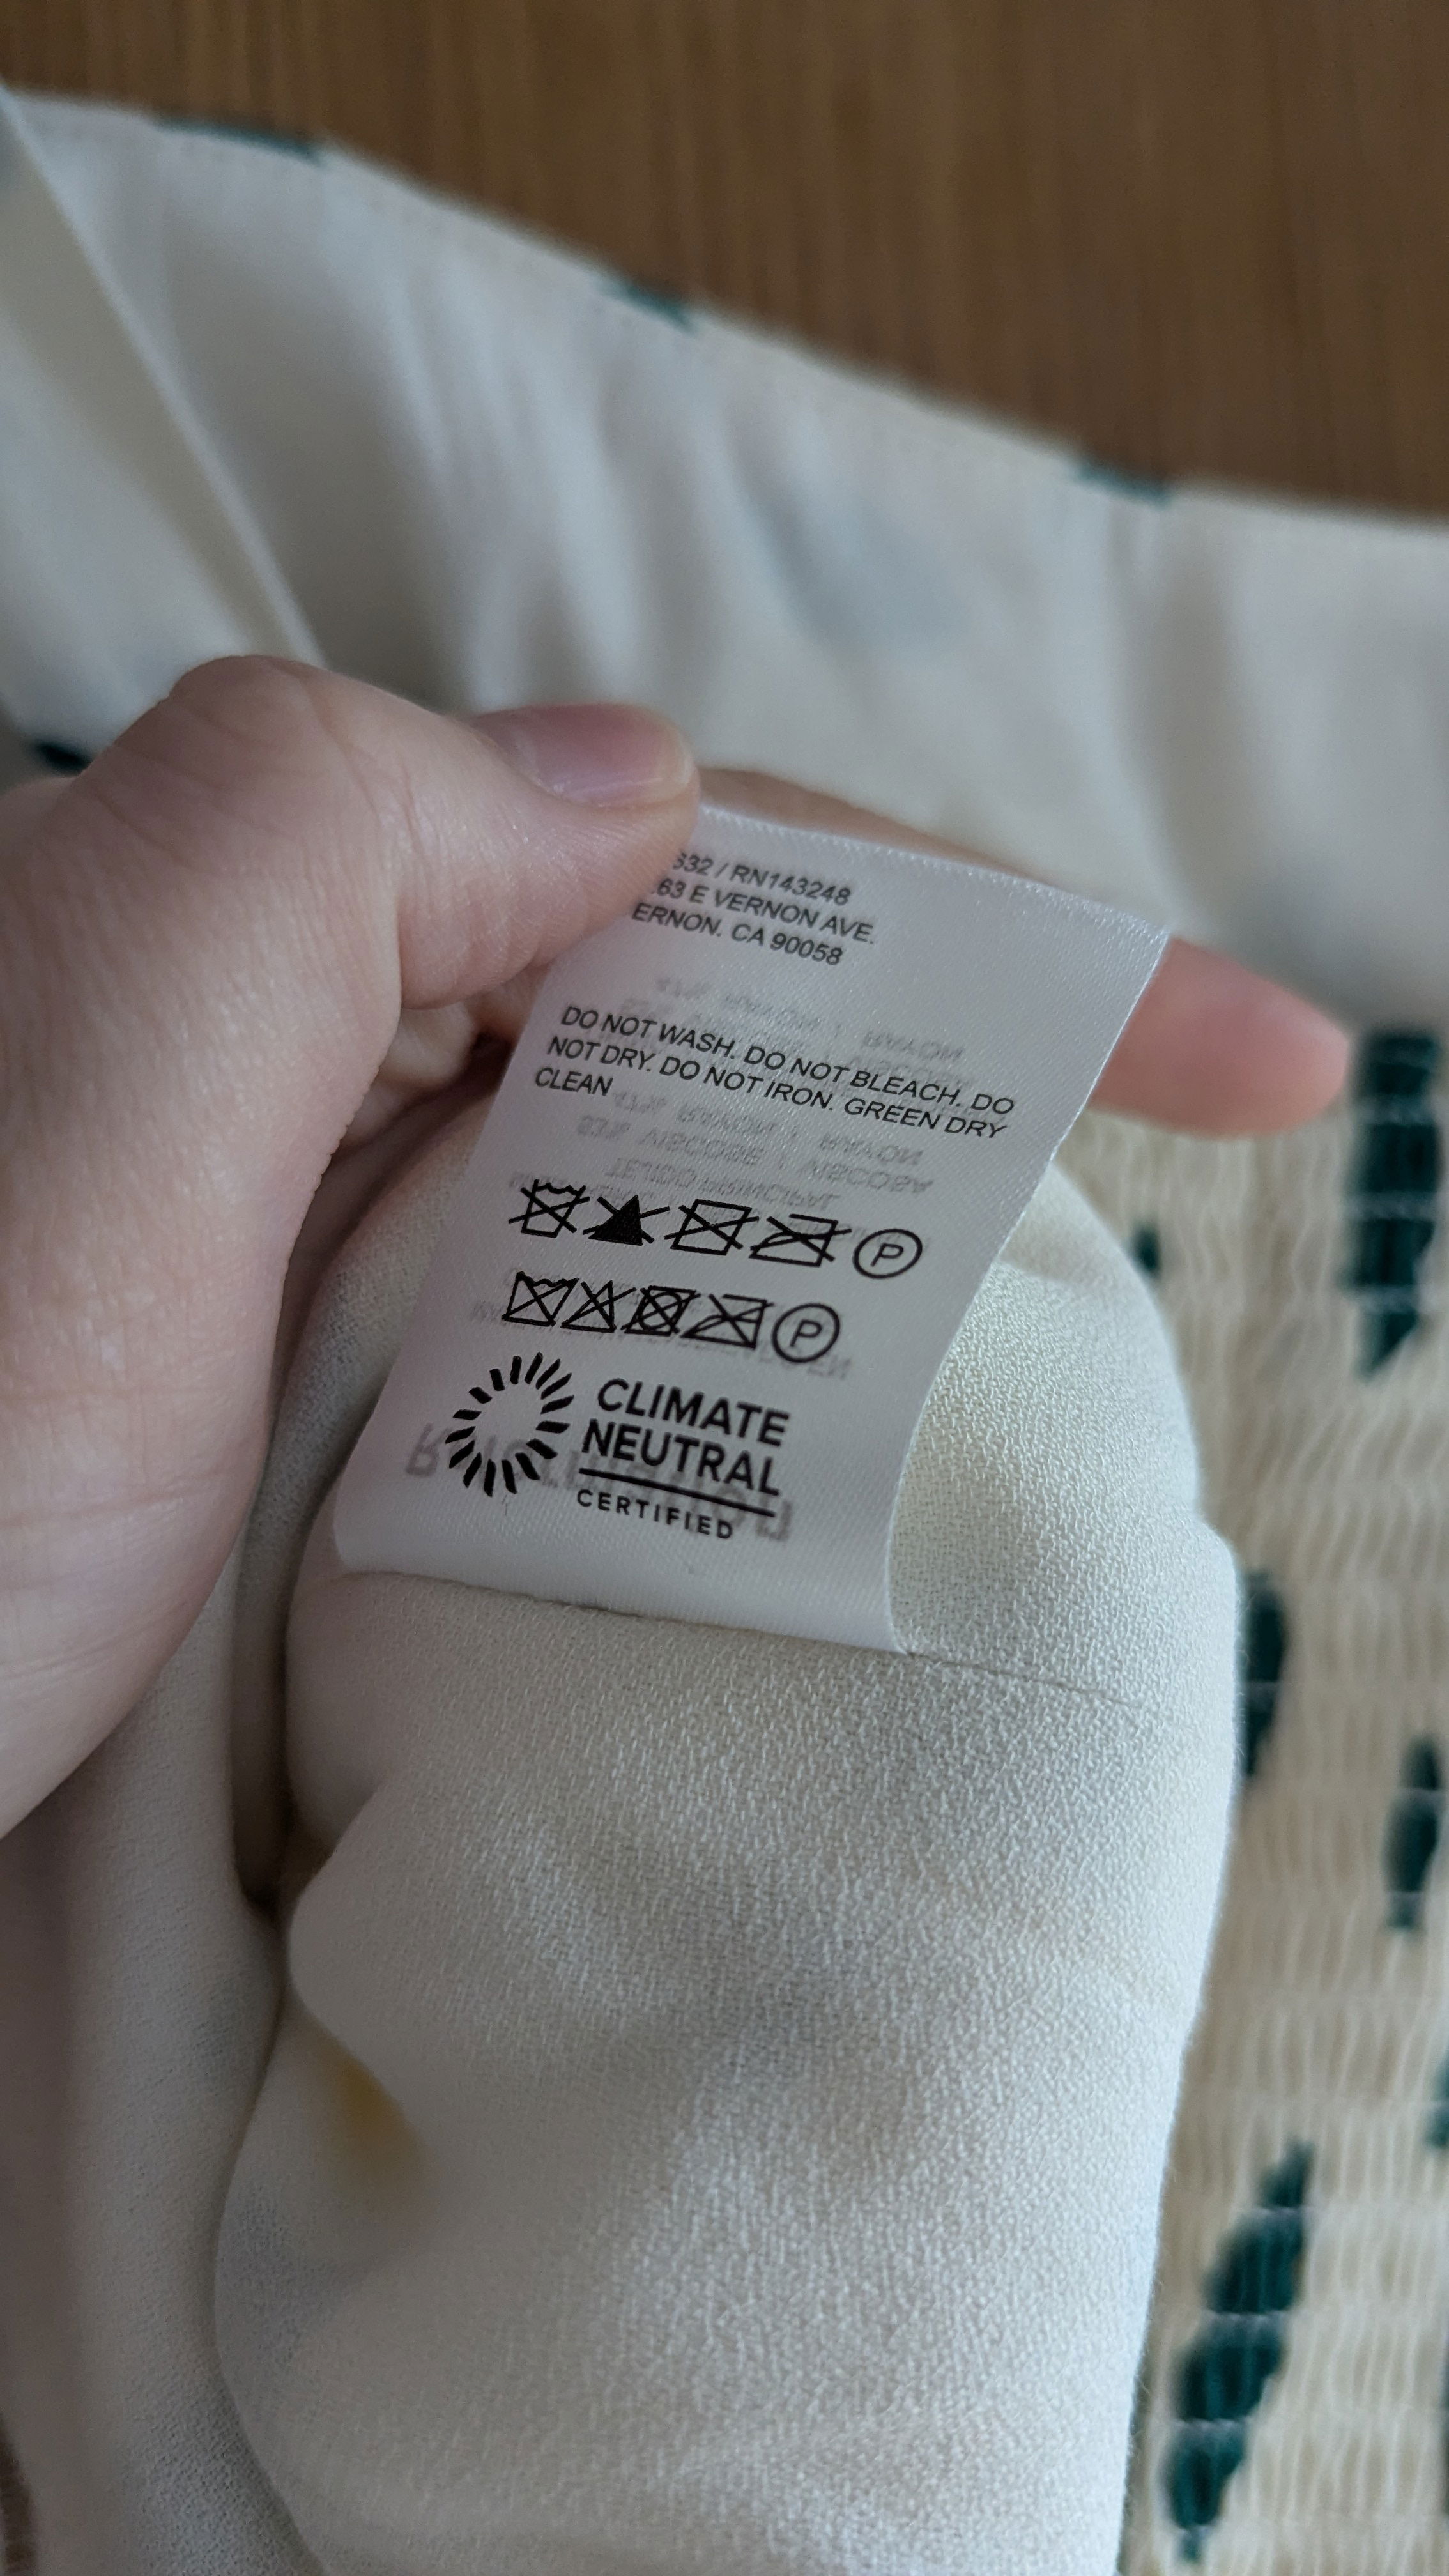 632 / RN143248
63 E VERNON AVE.
ERNON. CA 90058
DO NOT WASH. DO NOT BLEACH. DO
NOT DRY. DO NOT IRON. GREEN DRY
CLEAN
P
P
CLIMATE
NEUTRAL
CERTIFIED